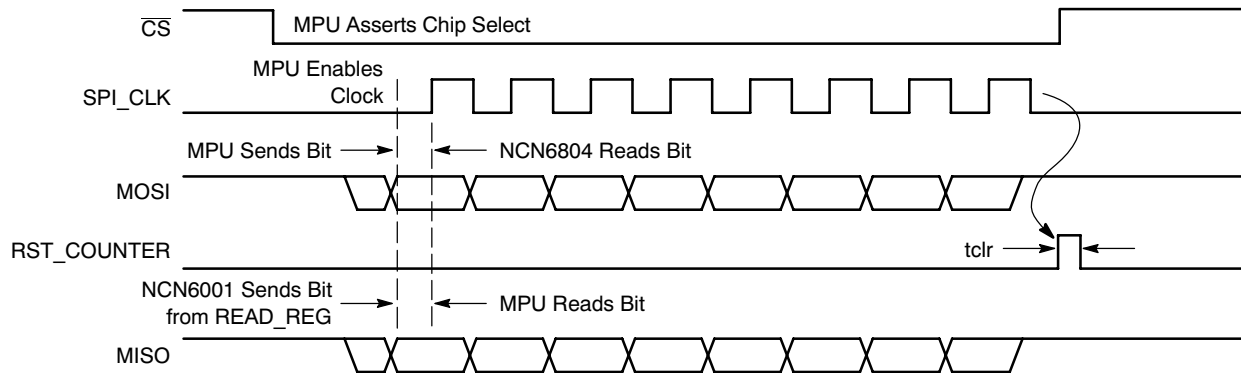 CS
MPU Asserts Chip Select
MPU Enables
Clock
SPI_CLK
MPU Sends Bit
NCN6804 Reads Bit
MOSI
RST_COUNTER
tclr
NCN6001 Sends Bit
from READ_REG
MPU Reads Bit
MISO